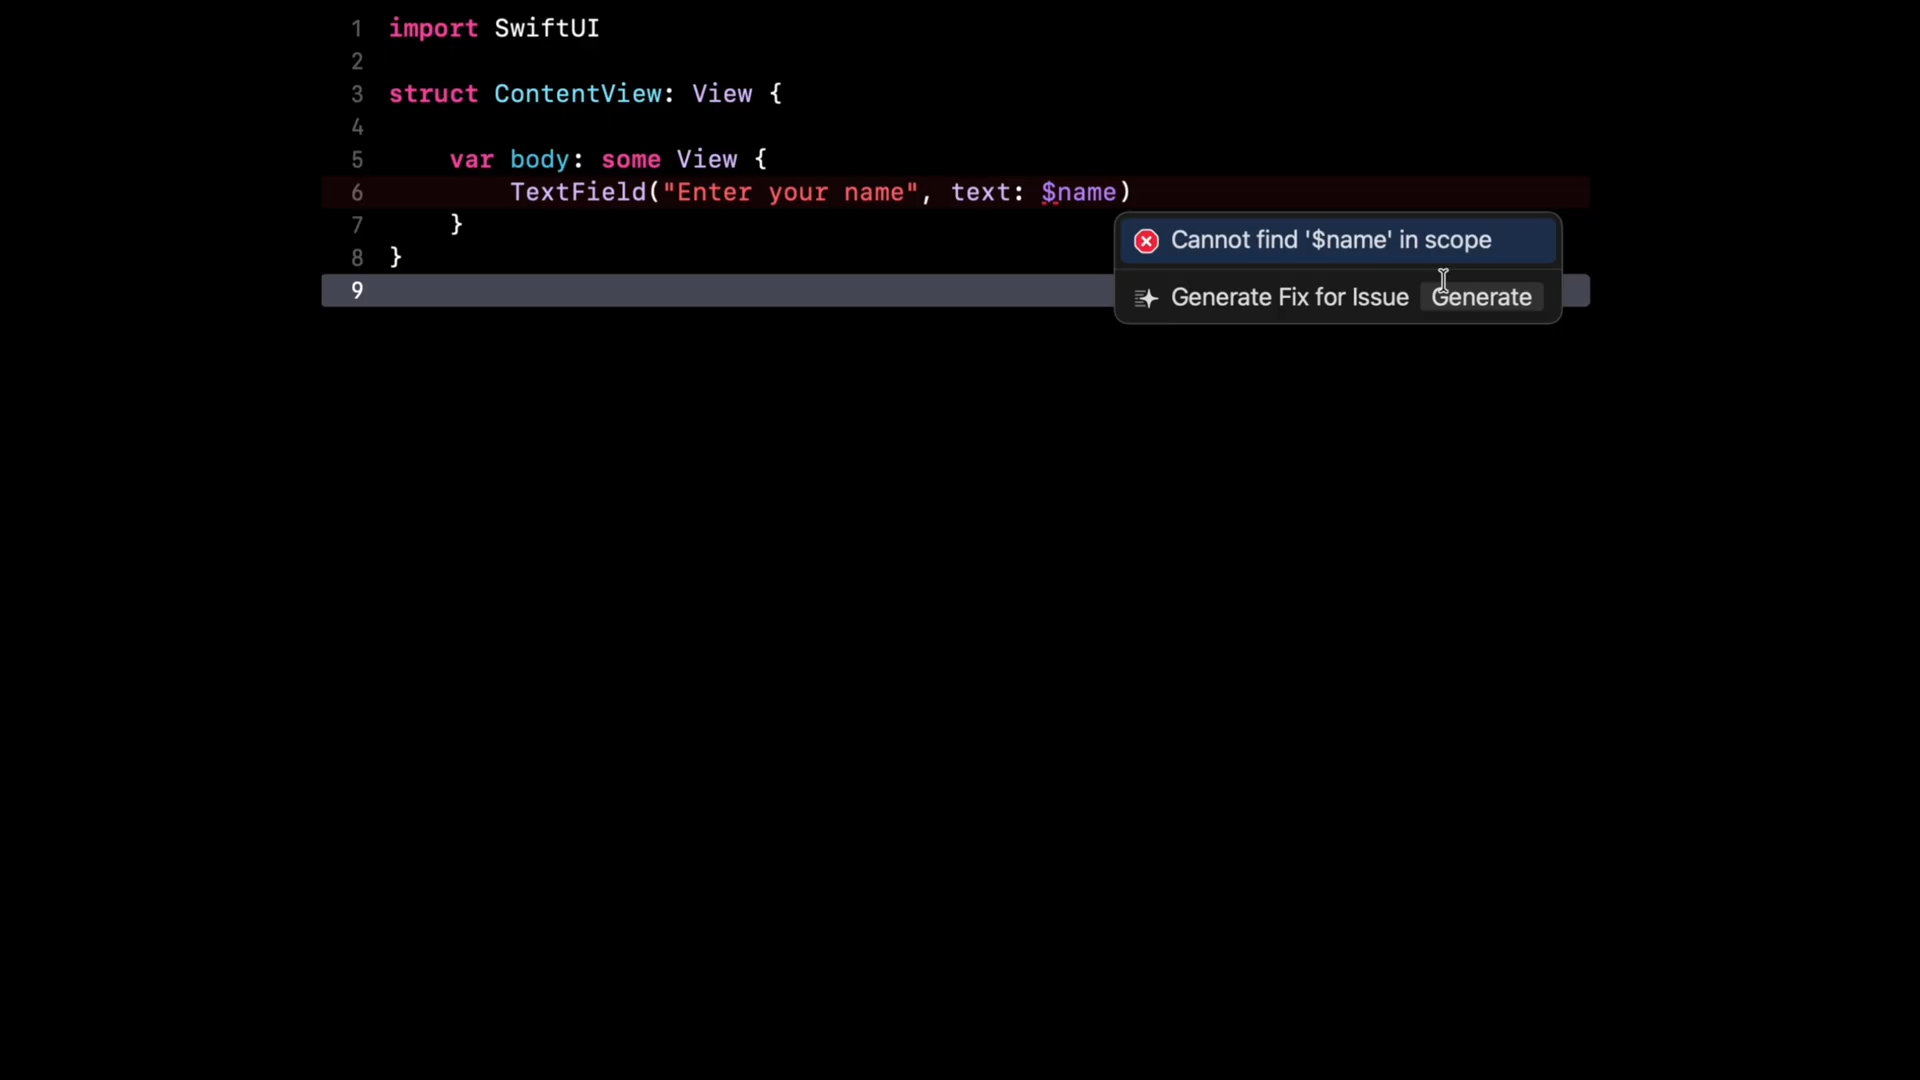 1 import SwiftUI
2
3 struct ContentView: View {
4
5 var body: some View {
6 TextField("Enter your name", text: $name)
7 }
8 }
9
Cannot find '$name' in scope
Generate Fix for Issue Generate